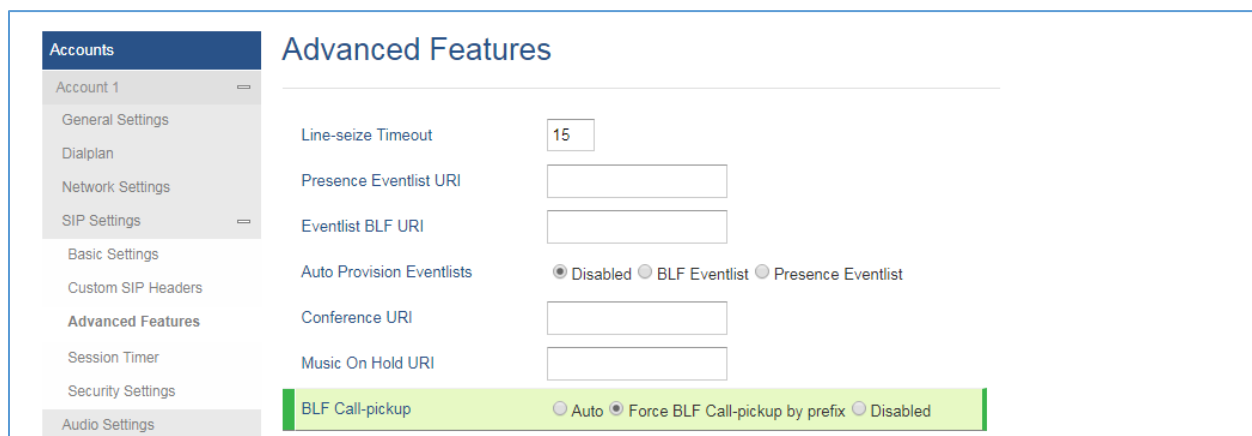 Accounts
Account 1
General Settings
Dialplan
Network Settings
SIP Settings
Basic Settings
Custom SIP Headers
Advanced Features
Session Timer
Security Settings
Audio Settings
Advanced Features
Line-seize Timeout 15
Presence Eventlist URI
Eventlist BLF URI
Auto Provision Eventlists Disabled BLF Eventlist Presence Eventlist
Conference URI
Music On Hold URI
BLF Call-pickup Auto Force BLF Call-pickup by prefix Disabled